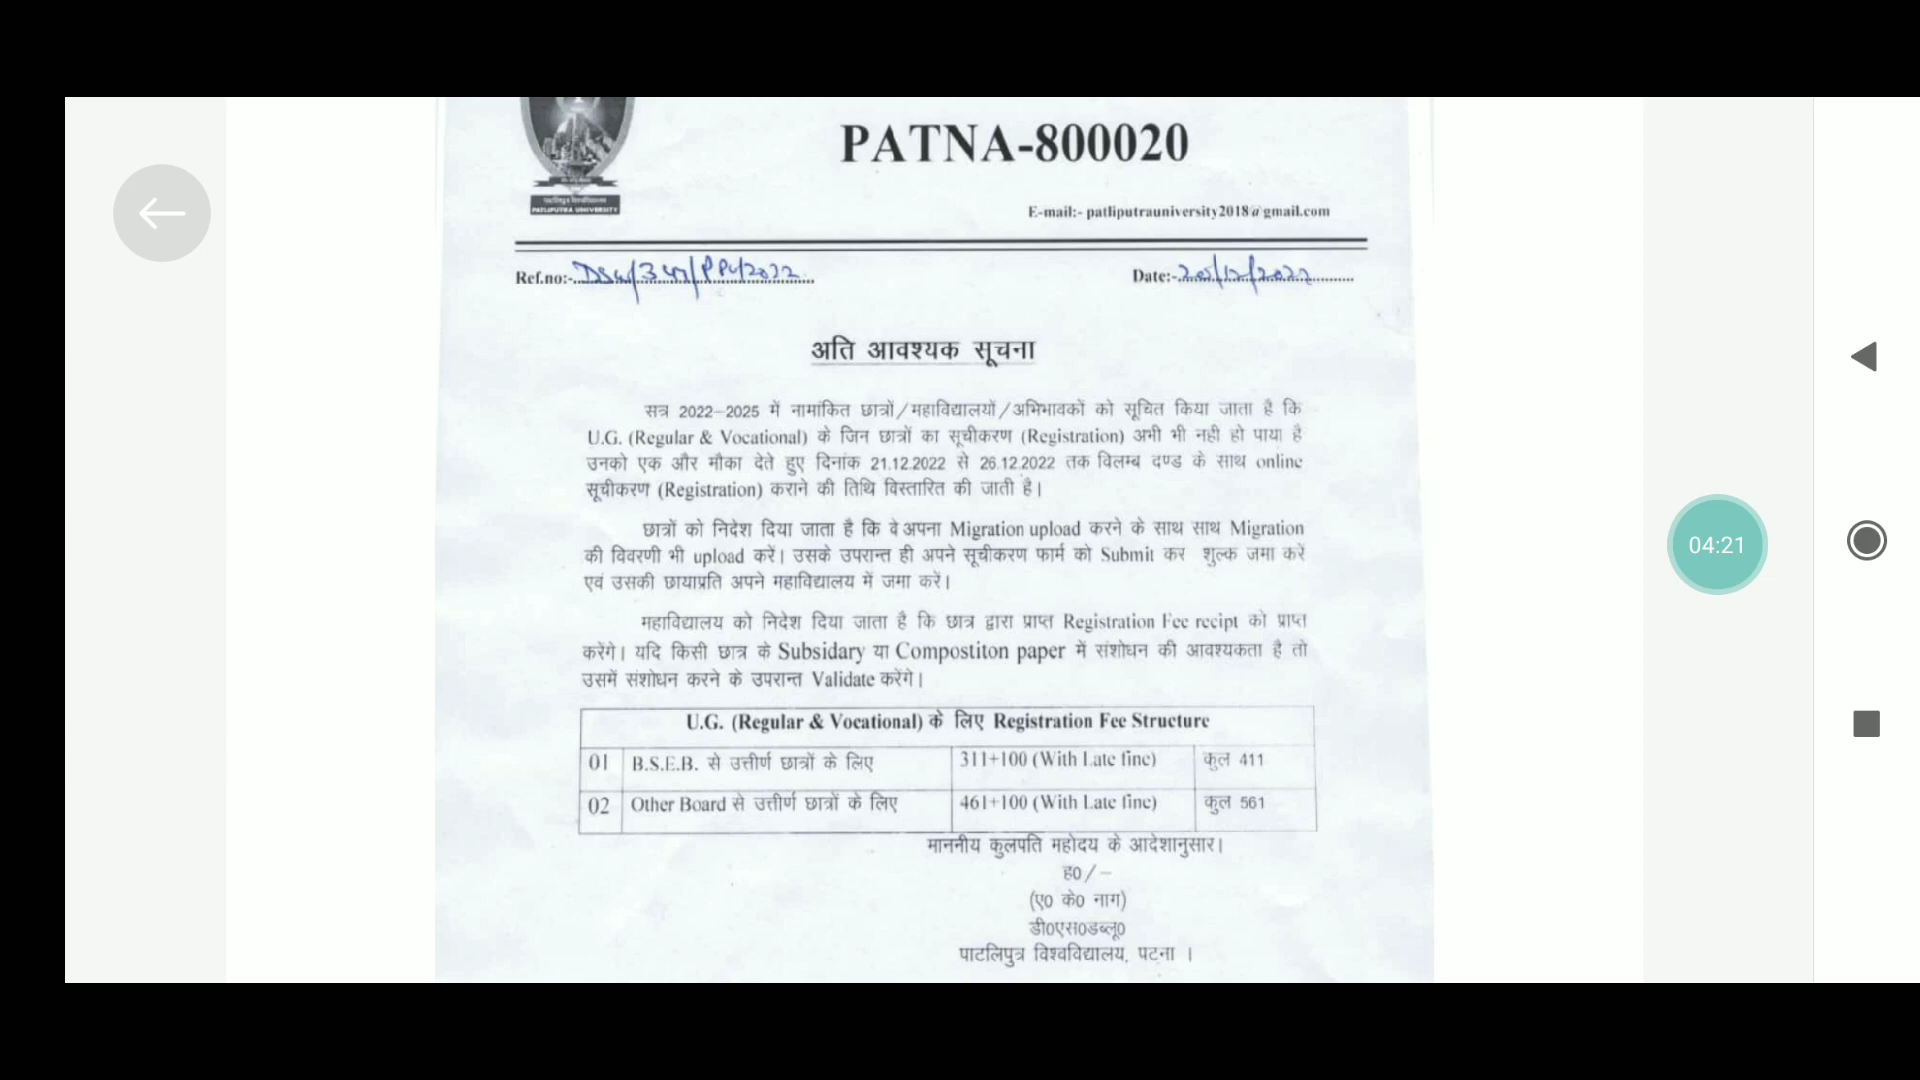 PATNA-800020
पाटलिपुत्र विश्वविद्यालय
PATLIPUTRA UNIVERSITY
E-mail:- patliputrauniversity2018@gmail.com
Ref.no:-
Date:-
अति आवश्यक सूचना
सत्र 2022–2025 में नामांकित छात्रों/महाविद्यालयों/अभिभावकों को सूचित किया जाता है कि
U.G. (Regular & Vocational) के जिन छात्रों का सूचीकरण (Registration) अभी भी नही हो पाया है
उनको एक और मौका देते हुए दिनांक 21.12.2022 से 26.12.2022 तक विलम्ब दण्ड के साथ online
सूचीकरण (Registration) कराने की तिथि विस्तारित की जाती है।
छात्रों को निदेश दिया जाता है कि वे अपना Migration upload करने के साथ साथ Migration
की विवरणी भी upload करें। उसके उपरान्त ही अपने सूचीकरण फार्म को Submit कर शुल्क जमा करें
एवं उसकी छायाप्रति अपने महाविद्यालय में जमा करें।
04:21
महाविद्यालय को निदेश दिया जाता है कि छात्र द्वारा प्राप्त Registration Fee recipt को प्राप्त
करेंगे। यदि किसी छात्र के Subsidary या Compostiton paper में संशोधन की आवश्यकता है तो
उसमें संशोधन करने के उपरान्त Validate करेंगे।
U.G. (Regular & Vocational) के लिए Registration Fee Structure
01 B.S.E.B. से उत्तीर्ण छात्रों के लिए 311+100 (With Late fine) कुल 411
02 Other Board से उत्तीर्ण छात्रों के लिए 461+100 (With Late fine) कुल 561
माननीय कुलपति महोदय के आदेशानुसार।
ह0/–
(ए0 के0 नाग)
डी0एस0डब्लू0
पाटलिपुत्र विश्वविद्यालय, पटना ।